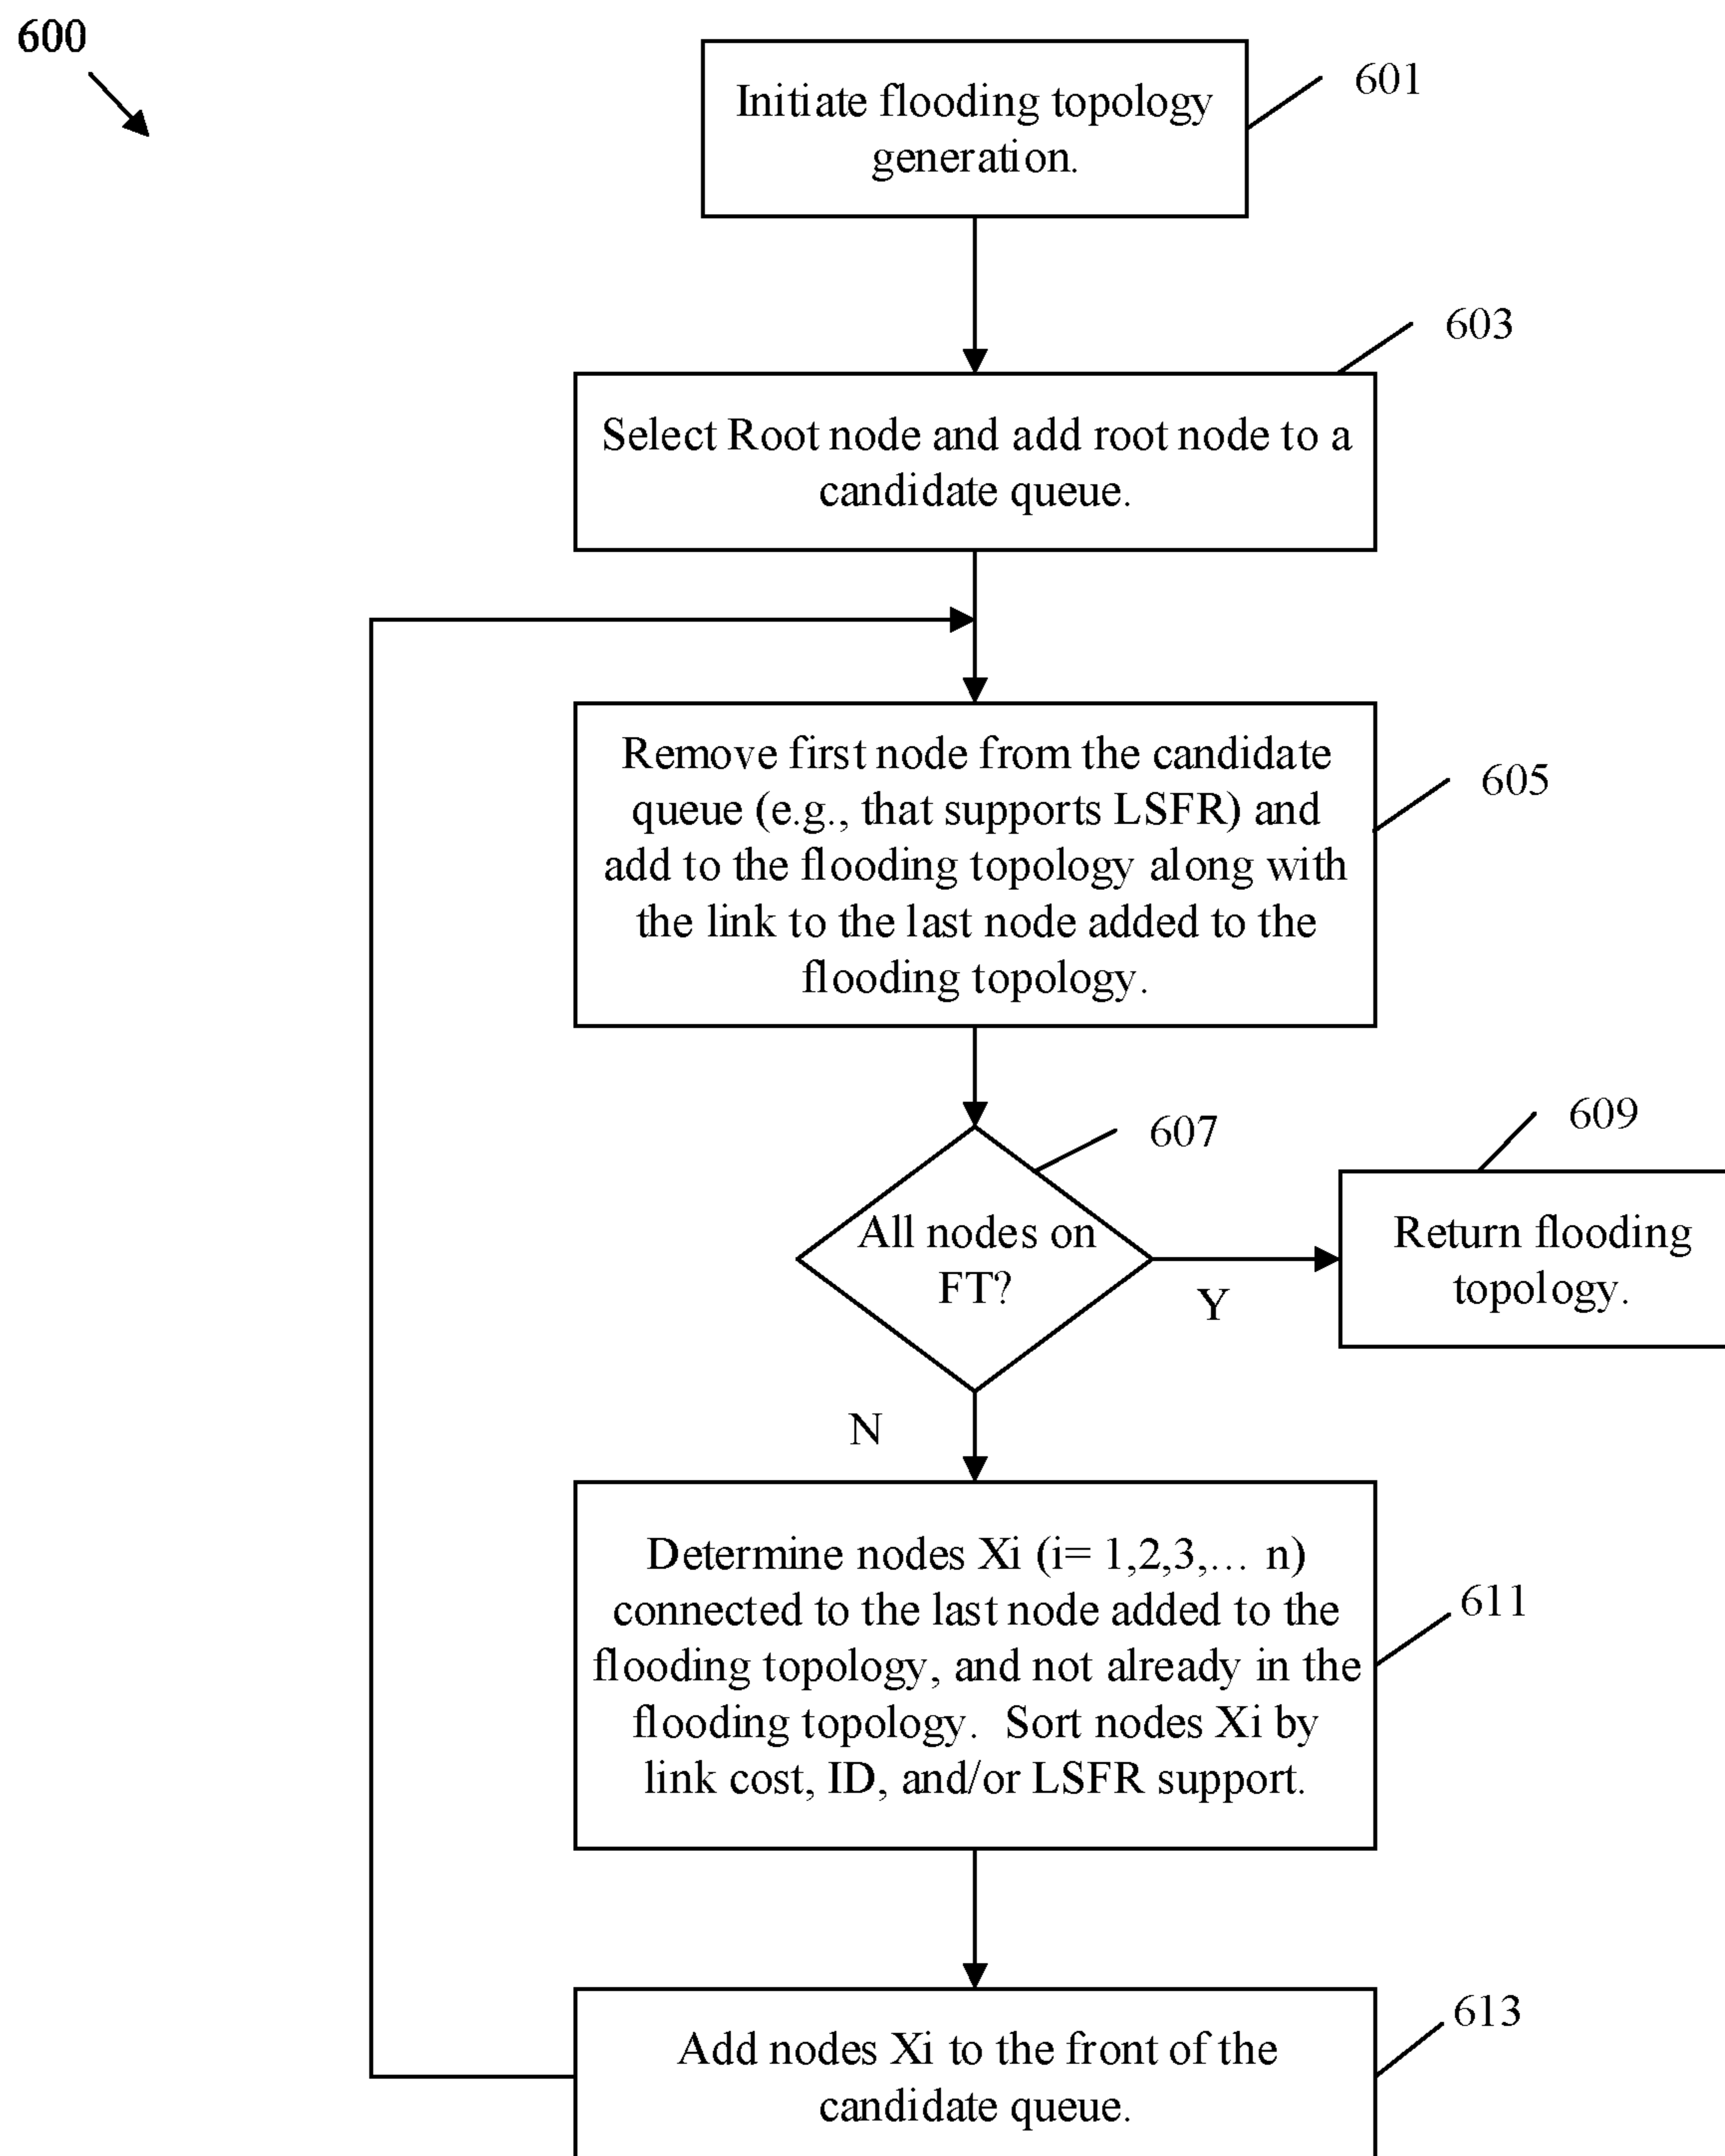 600
Initiate flooding topology
generation.
601
603
Select Root node and add root node to a
candidate queue.
Remove first node from the candidate
queue (e.g., that supports LSFR) and
add to the flooding topology along with
the link to the last node added to the
flooding topology.
605
607
609
All nodes on
FT?
Y
Return flooding
topology.
N
Determine nodes Xi (i= 1,2,3,... n)
connected to the last node added to the
flooding topology, and not already in the
flooding topology. Sort nodes Xi by
link cost, ID, and/or LSFR support.
611
613
Add nodes Xi to the front of the
candidate queue.